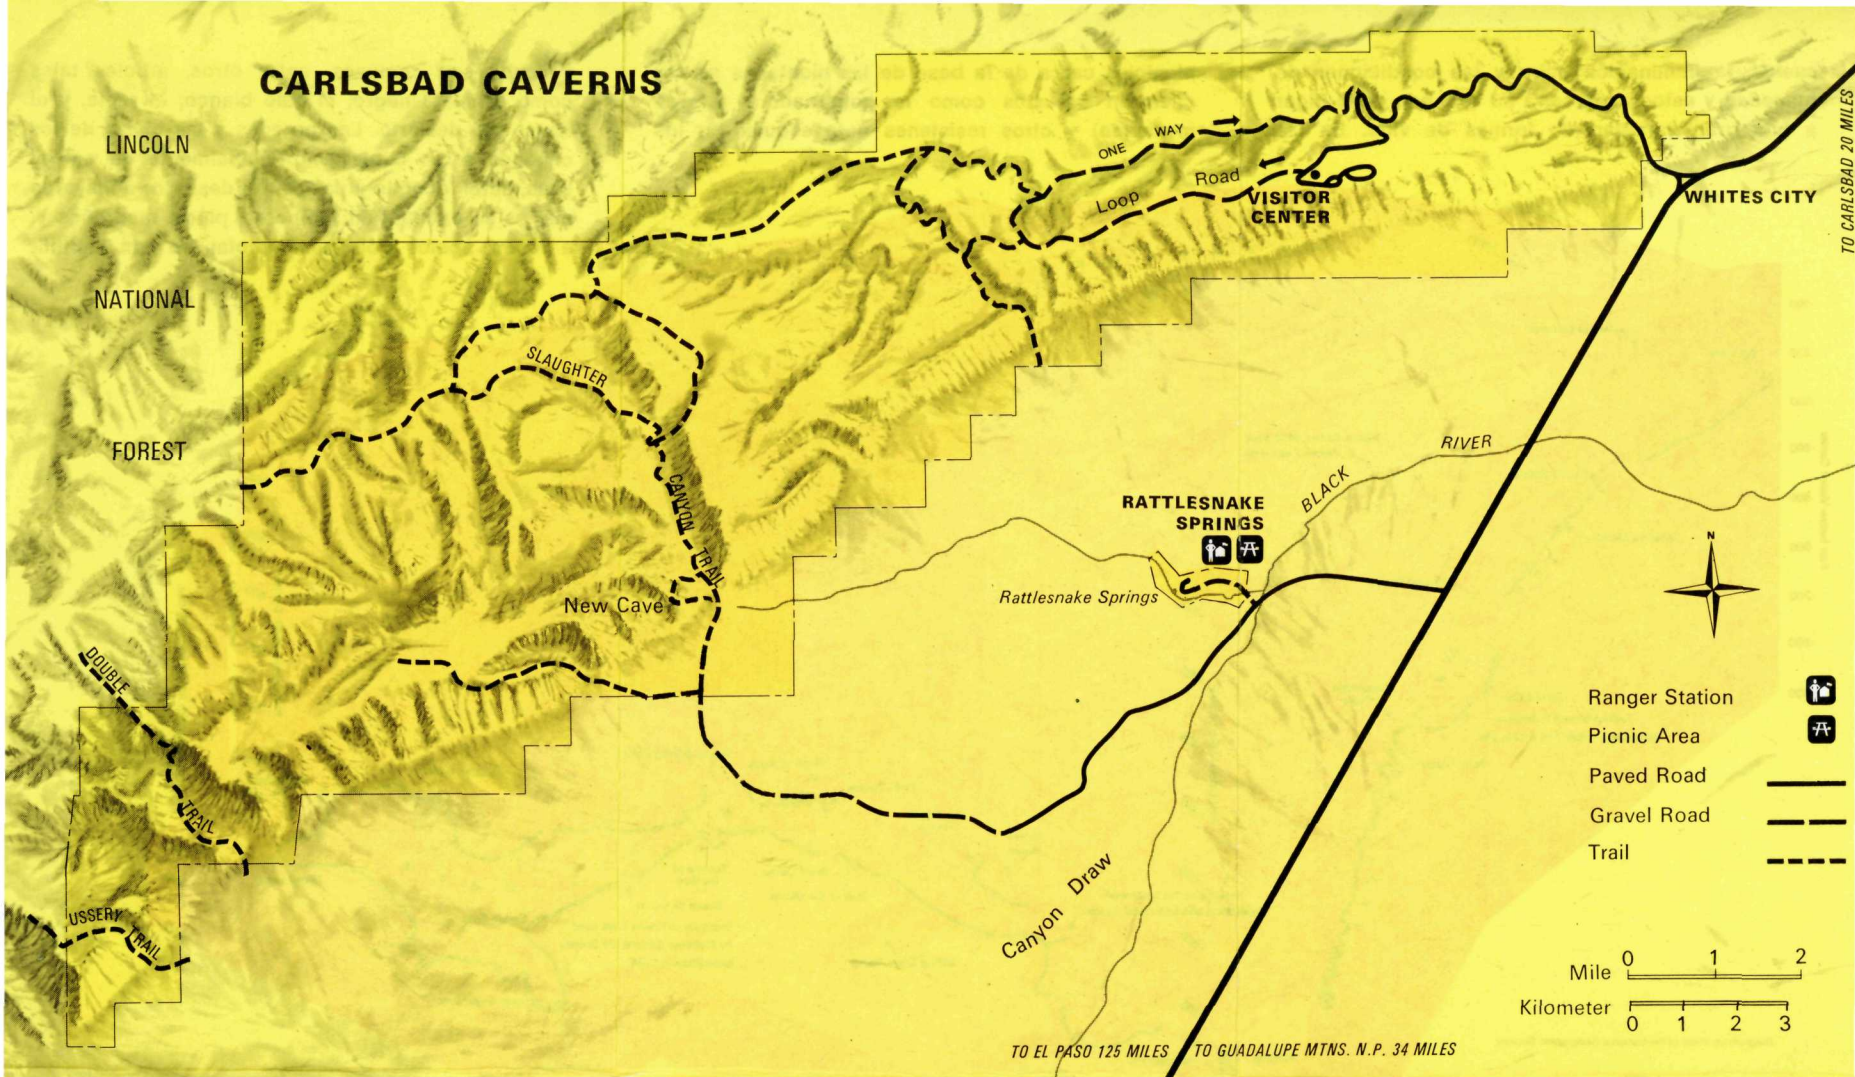 CARLSBAD CAVERNS
LINCOLN
NATIONAL
FOREST
ONE WAY
Loop Road
VISITOR
CENTER
WHITES CITY
TO CARLSBAD 20 MILES
SLAUGHTER
CANYON TRAIL
New Cave
RATTLESNAKE
SPRINGS
Rattlesnake Springs
BLACK RIVER
N
DOUBLE
TRAIL
USSERY
TRAIL
Canyon Draw
Ranger Station
Picnic Area
Paved Road
Gravel Road
Trail
0 1 2
Mile
Kilometer
0 1 2 3
TO EL PASO 125 MILES
TO GUADALUPE MTNS. N.P. 34 MILES